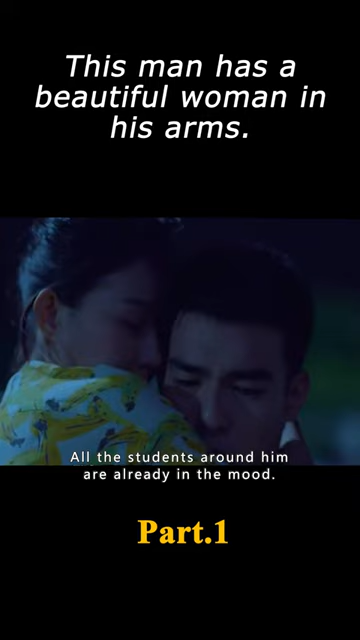 This man has a
beautiful woman in
his arms.
All the students around him
are already in the mood.
Part.1